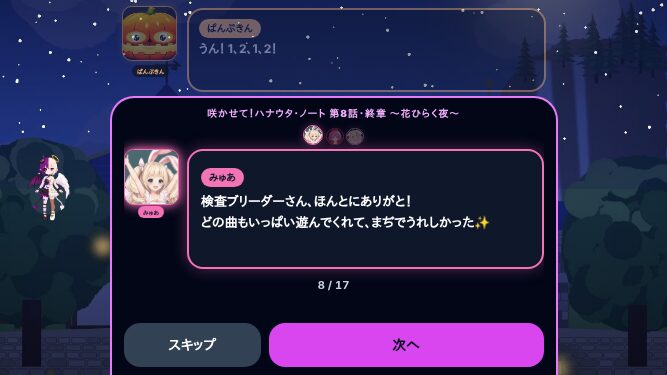 ぱんぷきん
うん！1、2、1、2！
ぱんぷきん
咲かせて！ハナウタ・ノート 第8話・終章 〜花ひらく夜〜
みゅあ
検査ブリーダーさん、ほんとにありがと！
どの曲もいっぱい遊んでくれて、まぢでうれしかった✨
みゅあ
8 / 17
スキップ
次へ